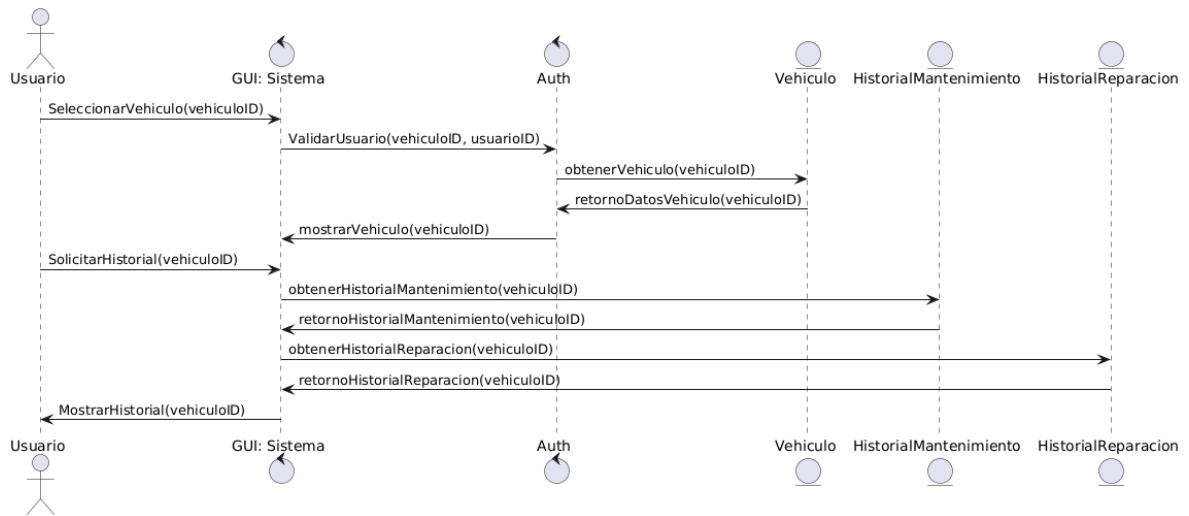 Usuario
GUI: Sistema
Auth
Vehiculo
HistorialMantenimiento
HistorialReparacion
SeleccionarVehiculo(vehiculoID)
ValidarUsuario(vehiculoID, usuarioID)
obtenerVehiculo(vehiculoID)
retornoDatosVehiculo(vehiculoID)
mostrarVehiculo(vehiculoID)
SolicitarHistorial(vehiculoID)
obtenerHistorialMantenimiento(vehiculoID)
retornoHistorialMantenimiento(vehiculoID)
obtenerHistorialReparacion(vehiculoID)
retornoHistorialReparacion(vehiculoID)
MostrarHistorial(vehiculoID)
Usuario
GUI: Sistema
Auth
Vehiculo
HistorialMantenimiento
HistorialReparacion